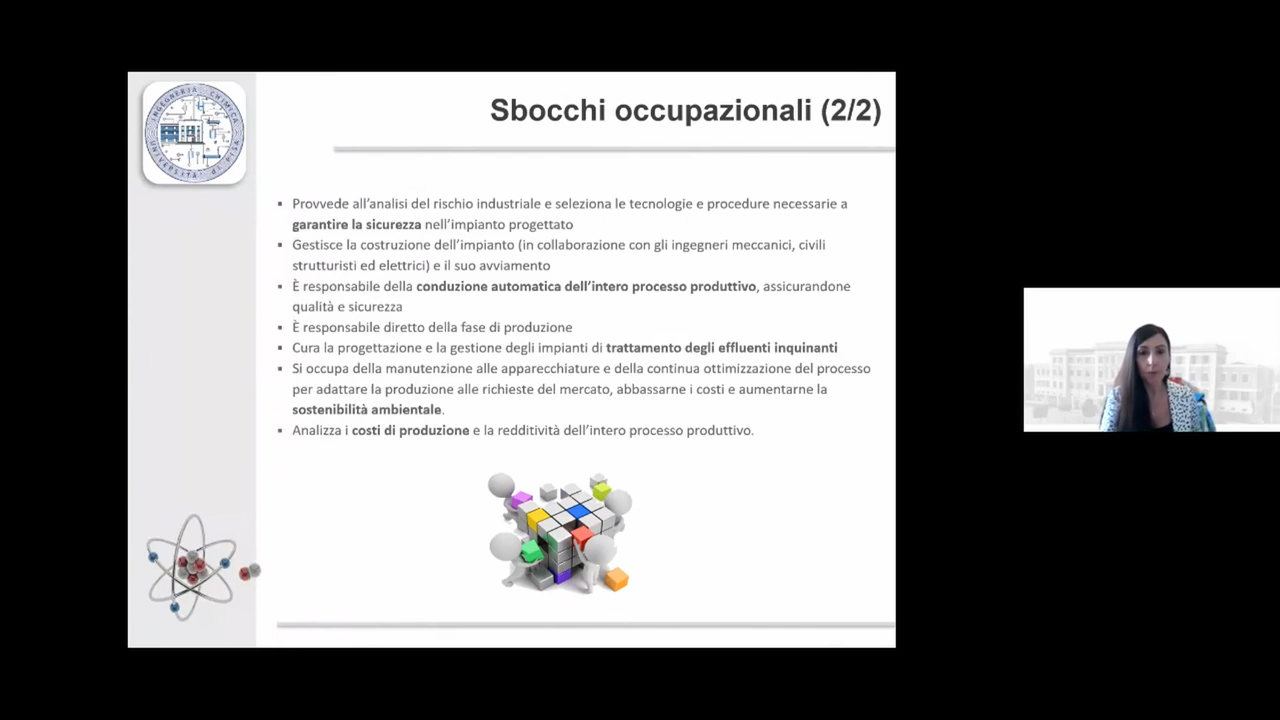 INGEGNERIA CHIMICA
UNIVERSITA' di PISA
Sbocchi occupazionali (2/2)
▪ Provvede all'analisi del rischio industriale e seleziona le tecnologie e procedure necessarie a
garantire la sicurezza nell'impianto progettato
▪ Gestisce la costruzione dell'impianto (in collaborazione con gli ingegneri meccanici, civili
strutturisti ed elettrici) e il suo avviamento
▪ È responsabile della conduzione automatica dell'intero processo produttivo, assicurandone
qualità e sicurezza
▪ È responsabile diretto della fase di produzione
▪ Cura la progettazione e la gestione degli impianti di trattamento degli effluenti inquinanti
▪ Si occupa della manutenzione alle apparecchiature e della continua ottimizzazione del processo
per adattare la produzione alle richieste del mercato, abbassarne i costi e aumentarne la
sostenibilità ambientale.
▪ Analizza i costi di produzione e la redditività dell'intero processo produttivo.